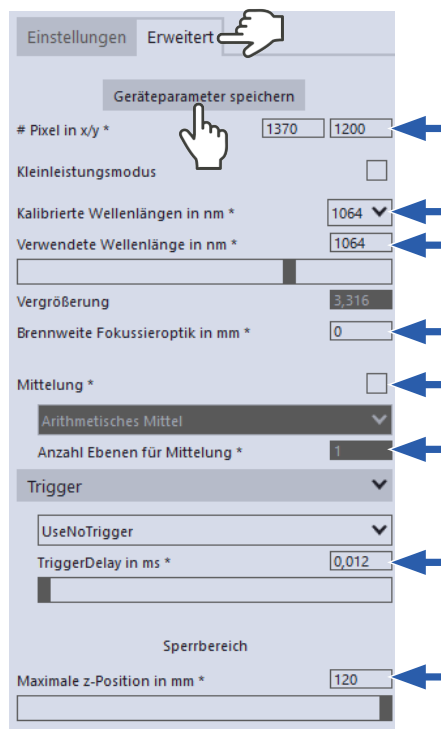 Einstellungen Erweitert
Geräteparameter speichern
# Pixel in x/y * 1370 1200
Kleinleistungsmodus
Kalibrierte Wellenlängen in nm * 1064
Verwendete Wellenlänge in nm * 1064
Vergrößerung 3,316
Brennweite Fokussieroptik in mm * 0
Mittelung *
Arithmetisches Mittel
Anzahl Ebenen für Mittelung * 1
Trigger
UseNoTrigger
TriggerDelay in ms * 0,012
Sperrbereich
Maximale z-Position in mm * 120